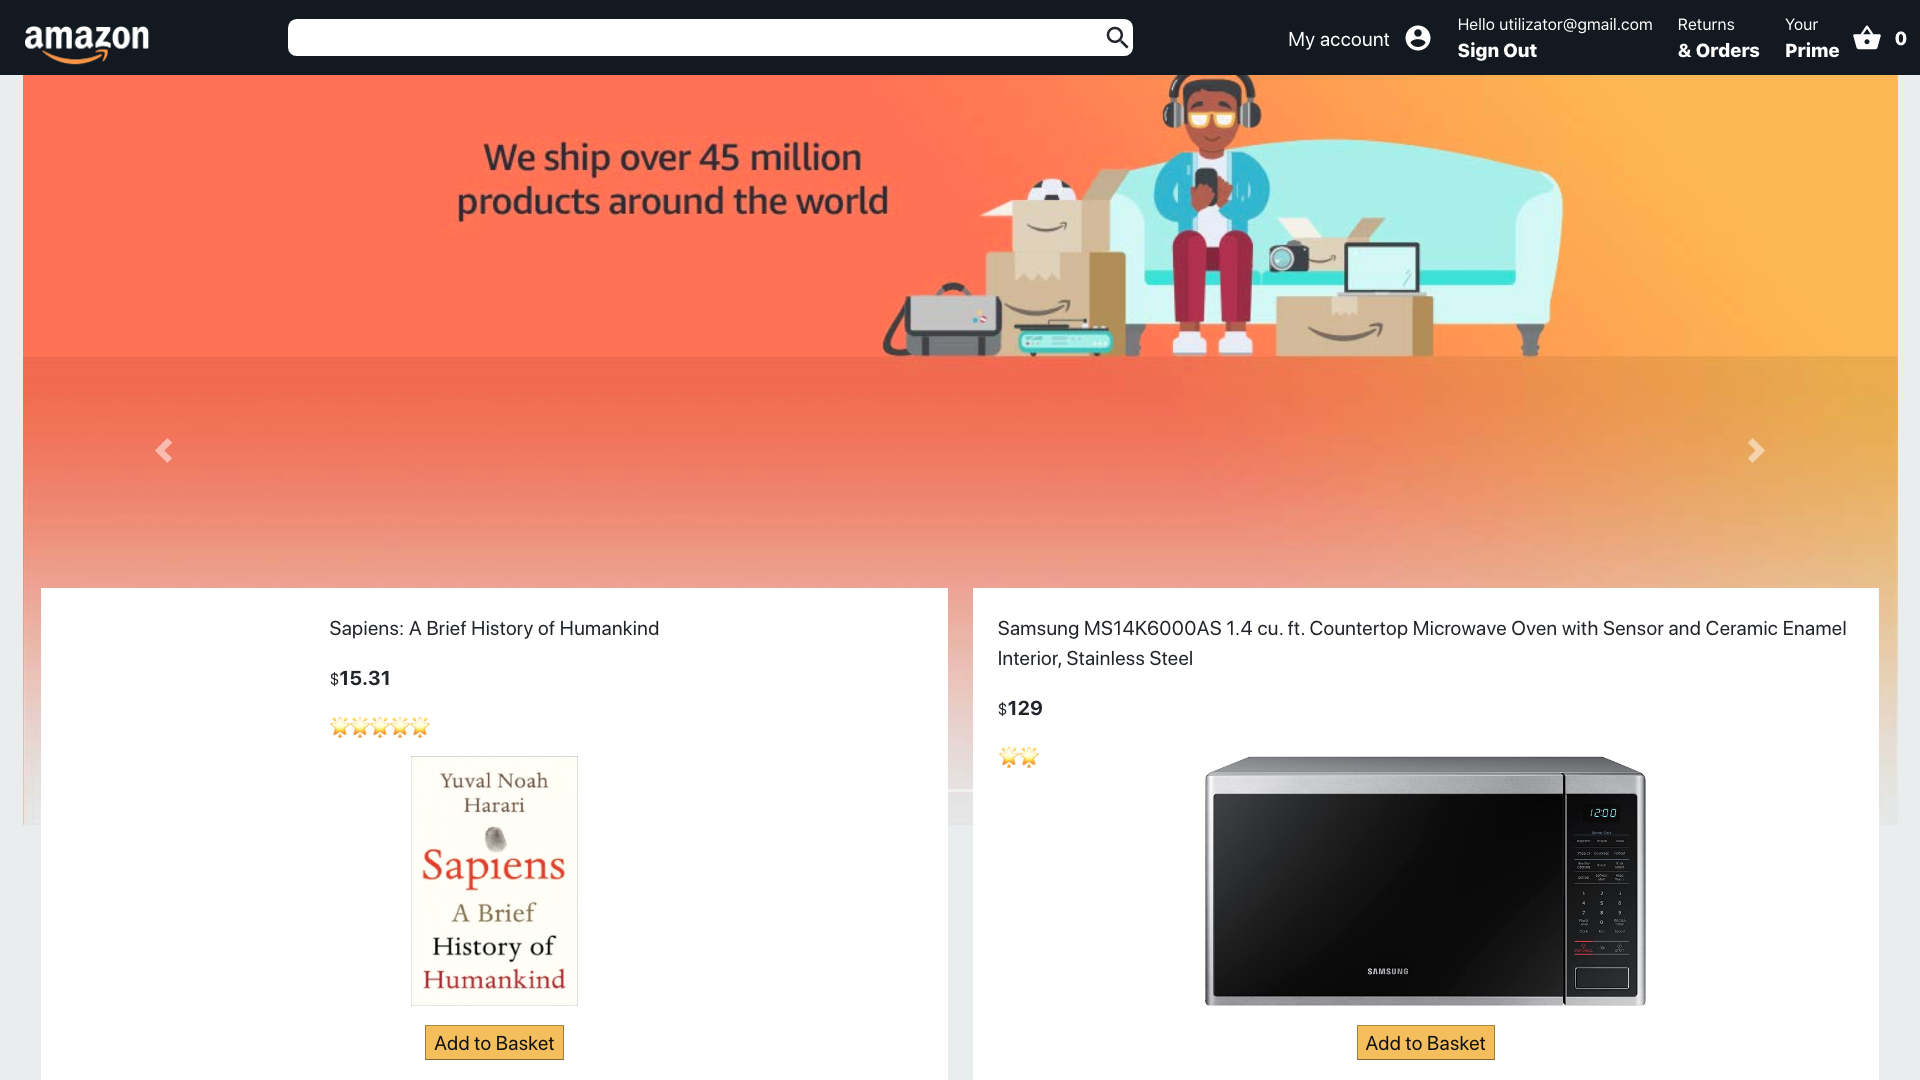 amazon
My account
Hello utilizator@gmail.com
Sign Out
Returns
& Orders
Your
Prime
0
We ship over 45 million
products around the world
Sapiens: A Brief History of Humankind
$15.31
Yuval Noah
Harari
Sapiens
A Brief
History of
Humankind
Add to Basket
Samsung MS14K6000AS 1.4 cu. ft. Countertop Microwave Oven with Sensor and Ceramic Enamel
Interior, Stainless Steel
$129
12:00
SAMSUNG
Add to Basket